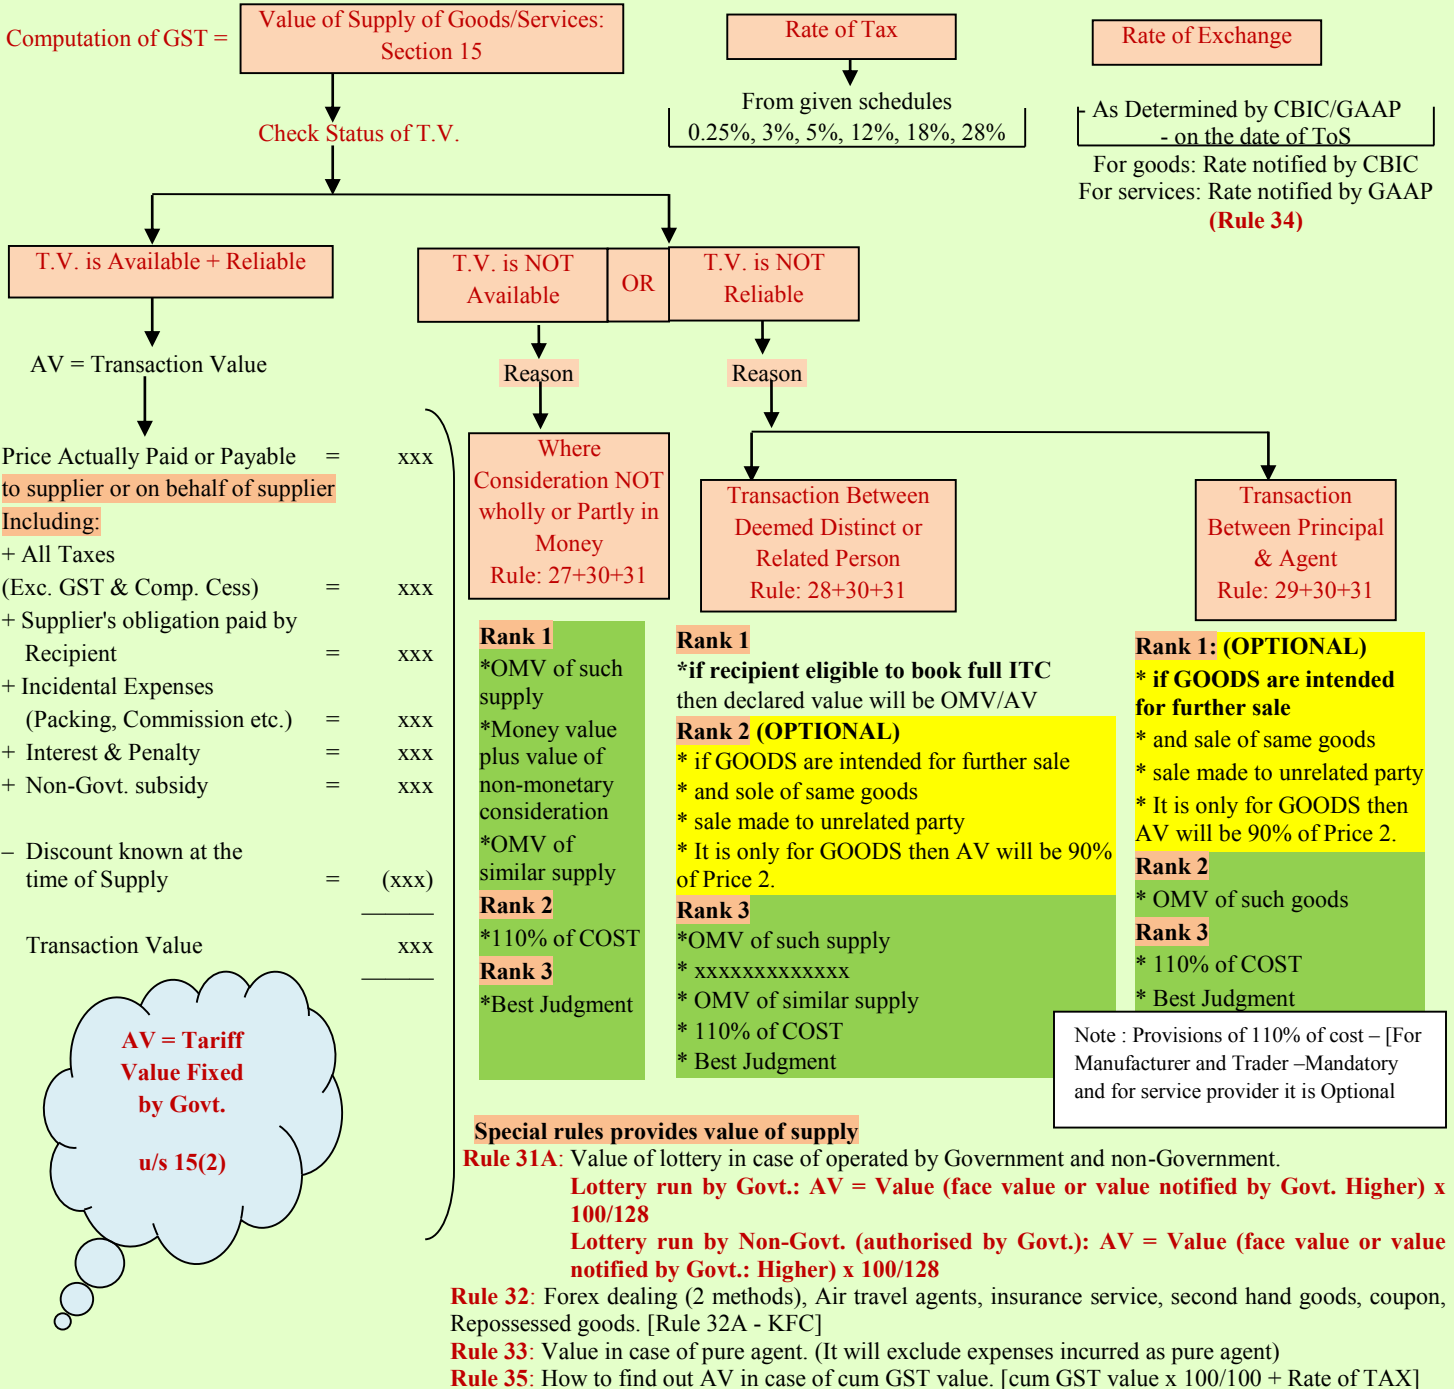 Computation of GST =
Value of Supply of Goods/Services:
Section 15
Rate of Tax
Rate of Exchange
From given schedules
0.25%, 3%, 5%, 12%, 18%, 28%
- As Determined by CBIC/GAAP
- on the date of ToS
For goods: Rate notified by CBIC
For services: Rate notified by GAAP
(Rule 34)
Check Status of T.V.
T.V. is Available + Reliable
T.V. is NOT
Available
OR
T.V. is NOT
Reliable
AV = Transaction Value
Reason
Reason
Price Actually Paid or Payable = xxx
to supplier or on behalf of supplier
Including:
+ All Taxes
(Exc. GST & Comp. Cess) = xxx
+ Supplier's obligation paid by
Recipient = xxx
+ Incidental Expenses
(Packing, Commission etc.) = xxx
+ Interest & Penalty = xxx
+ Non-Govt. subsidy = xxx
– Discount known at the
time of Supply = (xxx)
Transaction Value xxx
AV = Tariff
Value Fixed
by Govt.
u/s 15(2)
Where
Consideration NOT
wholly or Partly in
Money
Rule: 27+30+31
Rank 1
*OMV of such
supply
*Money value
plus value of
non-monetary
consideration
*OMV of
similar supply
Rank 2
*110% of COST
Rank 3
*Best Judgment
Transaction Between
Deemed Distinct or
Related Person
Rule: 28+30+31
Rank 1
*if recipient eligible to book full ITC
then declared value will be OMV/AV
Rank 2 (OPTIONAL)
* if GOODS are intended for further sale
* and sole of same goods
* sale made to unrelated party
* It is only for GOODS then AV will be 90%
of Price 2.
Rank 3
*OMV of such supply
* xxxxxxxxxxxxx
* OMV of similar supply
* 110% of COST
* Best Judgment
Transaction
Between Principal
& Agent
Rule: 29+30+31
Rank 1: (OPTIONAL)
* if GOODS are intended
for further sale
* and sale of same goods
* sale made to unrelated party
* It is only for GOODS then
AV will be 90% of Price 2.
Rank 2
* OMV of such goods
Rank 3
* 110% of COST
* Best Judgment
Note : Provisions of 110% of cost – [For
Manufacturer and Trader –Mandatory
and for service provider it is Optional
Special rules provides value of supply
Rule 31A: Value of lottery in case of operated by Government and non-Government.
Lottery run by Govt.: AV = Value (face value or value notified by Govt. Higher) x
100/128
Lottery run by Non-Govt. (authorised by Govt.): AV = Value (face value or value
notified by Govt.: Higher) x 100/128
Rule 32: Forex dealing (2 methods), Air travel agents, insurance service, second hand goods, coupon,
Repossessed goods. [Rule 32A - KFC]
Rule 33: Value in case of pure agent. (It will exclude expenses incurred as pure agent)
Rule 35: How to find out AV in case of cum GST value. [cum GST value x 100/100 + Rate of TAX]